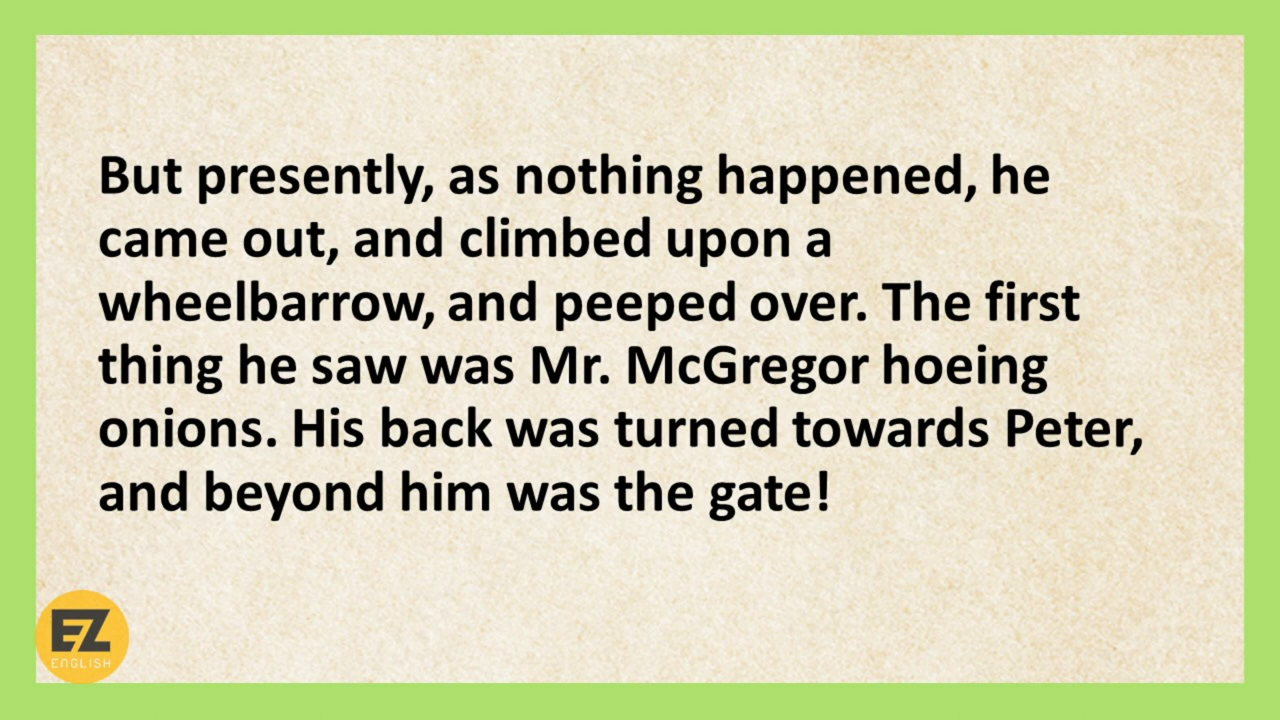 But presently, as nothing happened, he
came out, and climbed upon a
wheelbarrow, and peeped over. The first
thing he saw was Mr. McGregor hoeing
onions. His back was turned towards Peter,
and beyond him was the gate!
EZ
ENGLISH